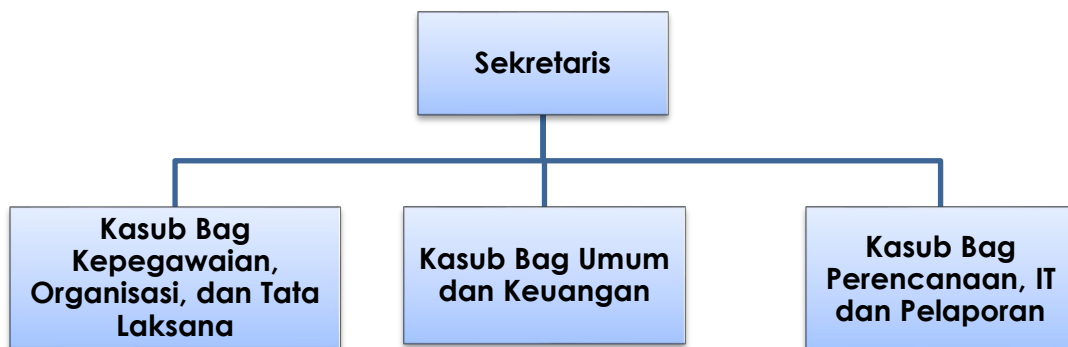 Sekretaris
Kasub Bag
Kepegawaian,
Organisasi, dan Tata
Laksana
Kasub Bag Umum
dan Keuangan
Kasub Bag
Perencanaan, IT
dan Pelaporan